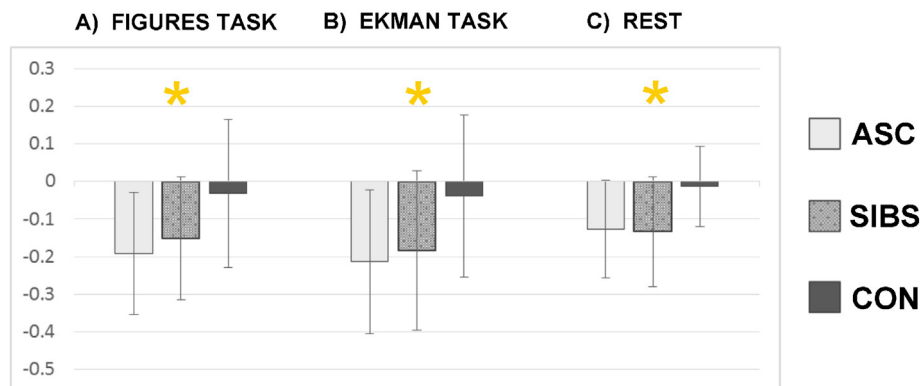 A) FIGURES TASK B) EKMAN TASK C) REST
0.3
0.2
0.1
0
-0.1
-0.2
-0.3
-0.4
-0.5
ASC
SIBS
CON